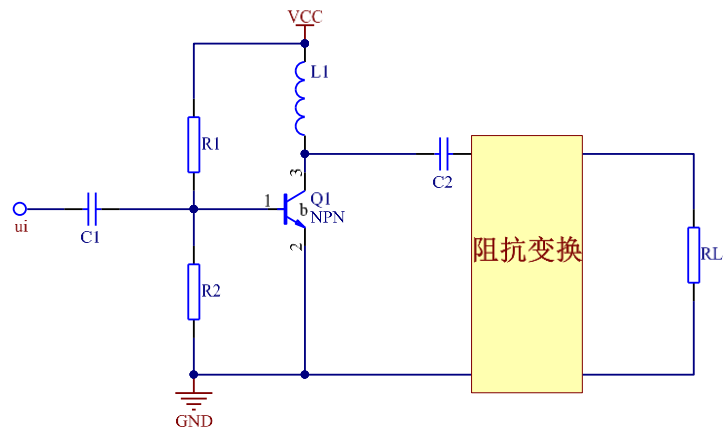 VCC
L1
R1
3
Q1
1
b
NPN
C2
ui
C1
2
阻抗变换
RL
R2
GND